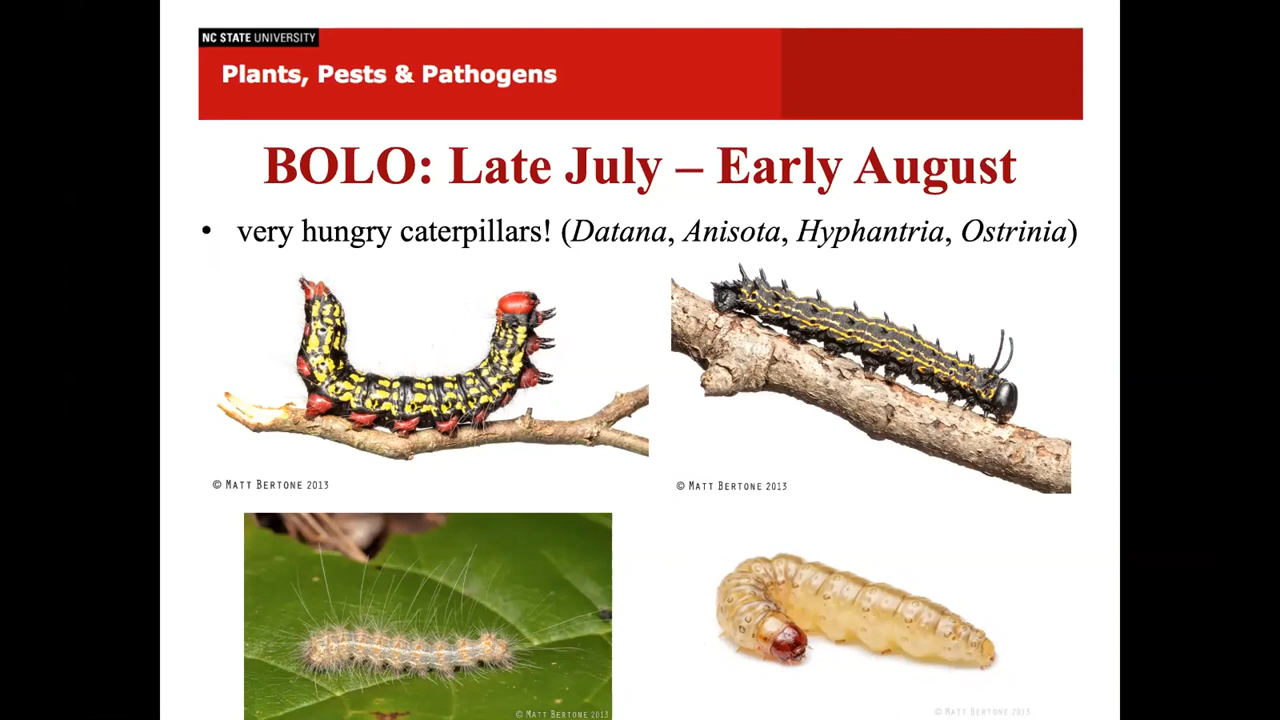 NC STATE UNIVERSITY
Plants, Pests & Pathogens
BOLO: Late July – Early August
• very hungry caterpillars! (Datana, Anisota, Hyphantria, Ostrinia)
© MATT BERTONE 2013
© MATT BERTONE 2013
© MATT BERTONE 2013
© MATT BERTONE 2013